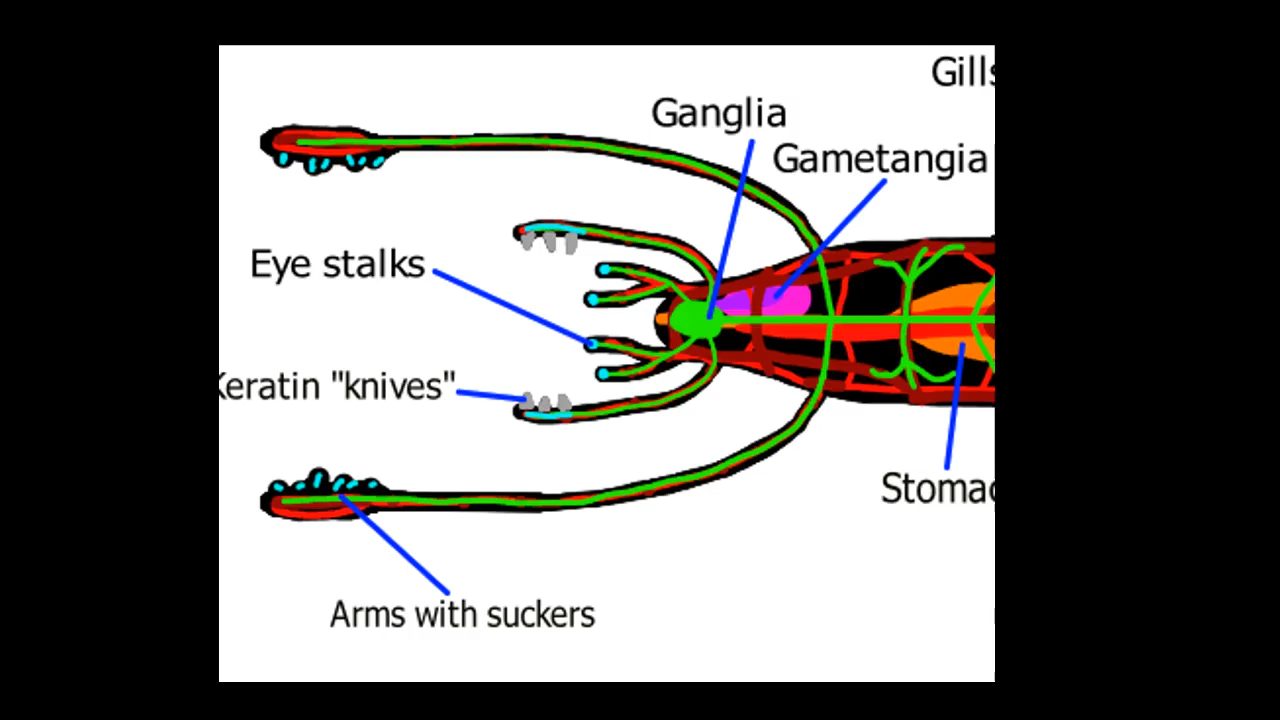 Gills
Ganglia
Gametangia
Eye stalks
Keratin "knives"
Stomac
Arms with suckers